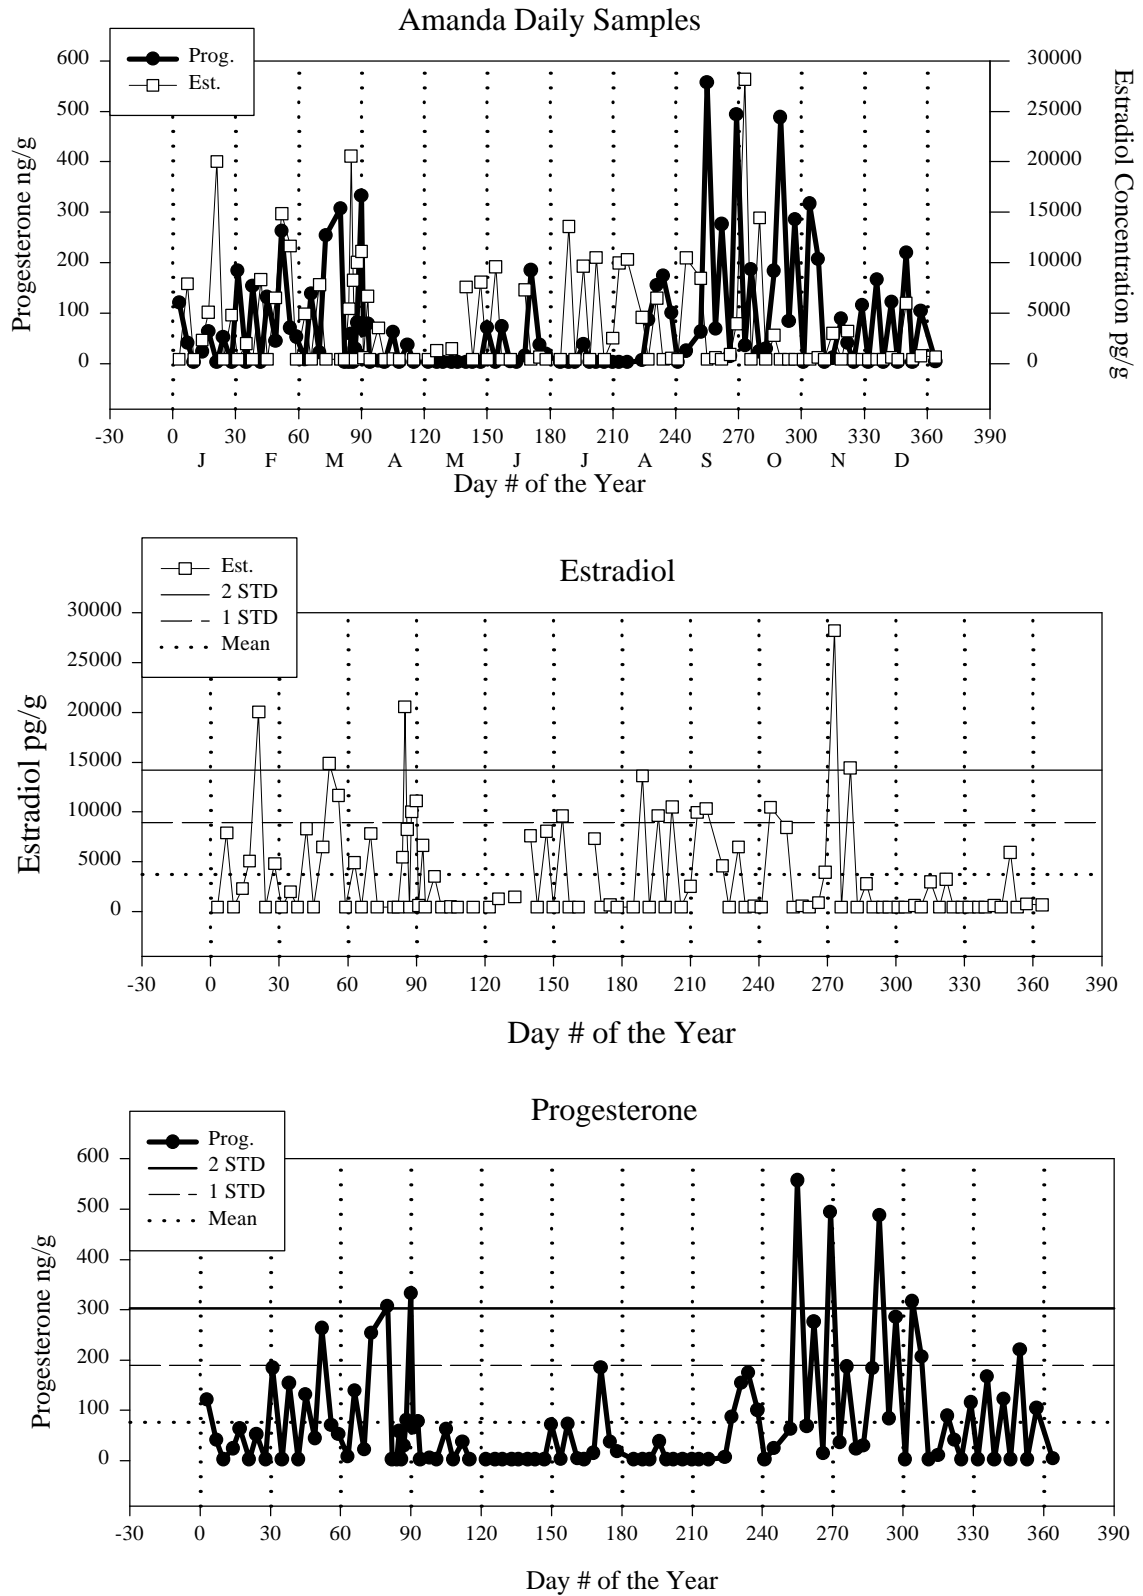 Amanda Daily Samples
Prog.
Est.
600
500
400
300
200
100
0
Progesterone ng/g
30000
25000
20000
15000
10000
5000
0
Estradiol Concentration pg/g
-30 0 30 60 90 120 150 180 210 240 270 300 330 360 390
J F M A M J J A S O N D
Day # of the Year
Est.
2 STD
1 STD
Mean
Estradiol
30000
25000
20000
15000
10000
5000
0
Estradiol pg/g
-30 0 30 60 90 120 150 180 210 240 270 300 330 360 390
Day # of the Year
Progesterone
Prog.
2 STD
1 STD
Mean
600
500
400
300
200
100
0
Progesterone ng/g
-30 0 30 60 90 120 150 180 210 240 270 300 330 360 390
Day # of the Year